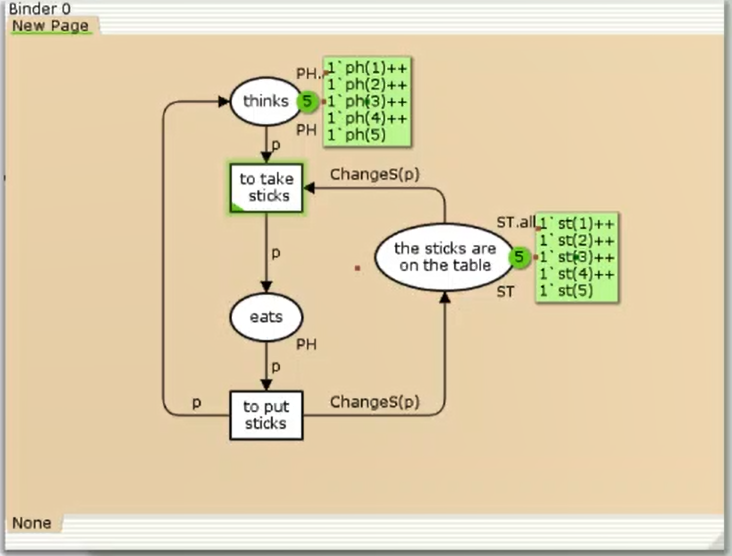 Binder 0
New Page
PH.
1`ph(1)++
1`ph(2)++
1`ph(3)++
1`ph(4)++
1`ph(5)
thinks
5
PH
p
to take
sticks
ChangeS(p)
ST.all
1`st(1)++
1`st(2)++
1`st(3)++
1`st(4)++
1`st(5)
the sticks are
on the table
5
ST
p
eats
PH
p
p
to put
sticks
ChangeS(p)
None